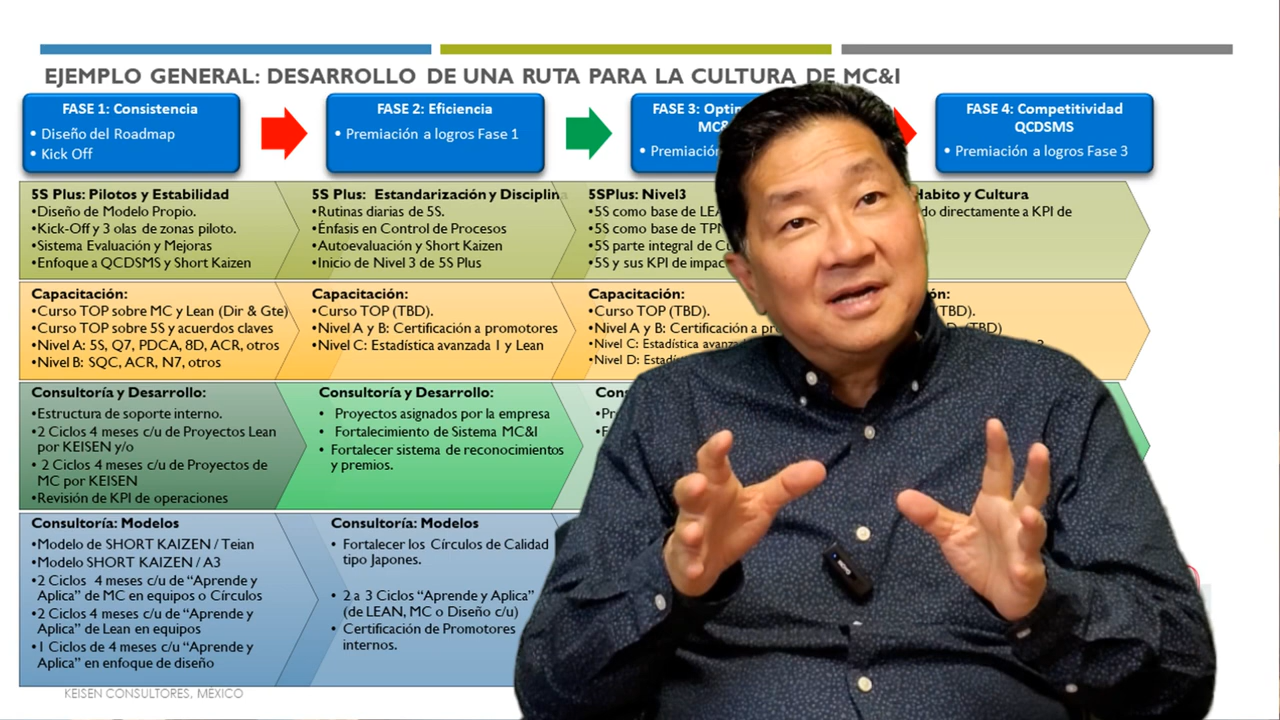 EJEMPLO GENERAL: DESARROLLO DE UNA RUTA PARA LA CULTURA DE MC&I
FASE 1: Consistencia
• Diseño del Roadmap
• Kick Off
FASE 2: Eficiencia
• Premiación a logros Fase 1
FASE 3:
• Premiación
FASE 4: Competitividad
QCDSMS
• Premiación a logros Fase 3
5S Plus: Pilotos y Estabilidad
•Diseño de Modelo Propio.
•Kick-Off y 3 olas de zonas piloto.
•Sistema Evaluación y Mejoras
•Enfoque a QCDSMS y Short Kaizen
5S Plus: Estandarización y Disciplina
•Rutinas diarias de 5S.
•Énfasis en Control de Procesos
•Autoevaluación y Short Kaizen
•Inicio de Nivel 3 de 5S Plus
5SPlus: Nivel3
•5S como base de
•5S como base de
•5S parte integral de
•5S y sus KPI de
Habito y Cultura
directamente a KPI de
Capacitación:
•Curso TOP sobre MC y Lean (Dir & Gte)
•Curso TOP sobre 5S y acuerdos claves
•Nivel A: 5S, Q7, PDCA, 8D, ACR, otros
•Nivel B: SQC, ACR, N7, otros
Capacitación:
•Curso TOP (TBD).
•Nivel A y B: Certificación a promotores
•Nivel C: Estadística avanzada I y Lean
Capacitación:
•Curso TOP (TBD).
•Nivel A y B: Certificación a
•Nivel C: Estadística
•Nivel D:
(TBD)
Consultoría y Desarrollo:
•Estructura de soporte interno.
•2 Ciclos 4 meses c/u de Proyectos Lean
por KEISEN y/o
• 2 Ciclos 4 meses c/u de Proyectos de
MC por KEISEN
•Revisión de KPI de operaciones
Consultoría y Desarrollo:
• Proyectos asignados por la empresa
• Fortalecimiento de Sistema MC&I
• Fortalecer sistema de reconocimientos
y premios.
Consultoría: Modelos
•Modelo de SHORT KAIZEN / Teian
•Modelo SHORT KAIZEN / A3
•2 Ciclos 4 meses c/u de “Aprende y
Aplica” de MC en equipos o Círculos
•2 Ciclos 4 meses c/u de “Aprende y
Aplica” de Lean en equipos
•1 Ciclos de 4 meses c/u “Aprende y
Aplica” en enfoque de diseño
Consultoría: Modelos
• Fortalecer los Círculos de Calidad
tipo Japones.
• 2 a 3 Ciclos “Aprende y Aplica”
(de LEAN, MC o Diseño c/u)
• Certificación de Promotores
internos.
KEISEN CONSULTORES, MÉXICO